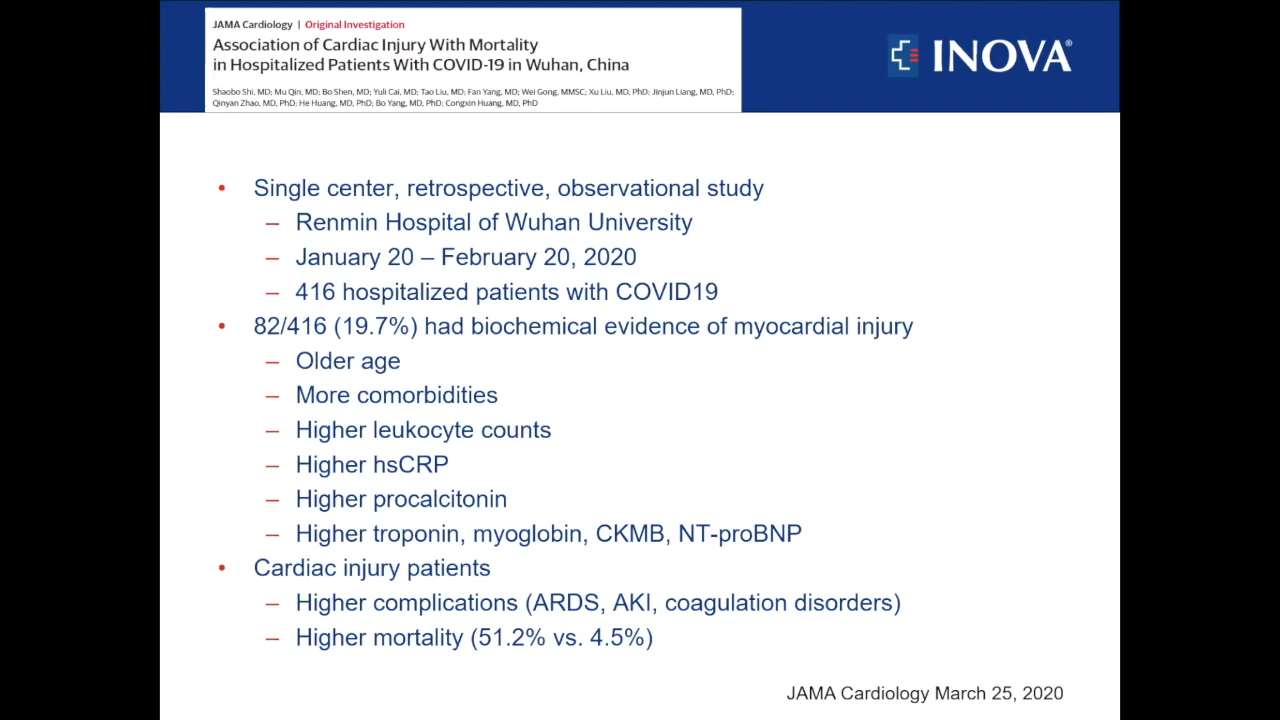 JAMA Cardiology | Original Investigation
Association of Cardiac Injury With Mortality
in Hospitalized Patients With COVID-19 in Wuhan, China
Shaobo Shi, MD; Mu Qin, MD; Bo Shen, MD; Yuli Cai, MD; Tao Liu, MD; Fan Yang, MD; Wei Gong, MMSC; Xu Liu, MD, PhD; Jinjun Liang, MD, PhD;
Qinyan Zhao, MD, PhD; He Huang, MD, PhD; Bo Yang, MD, PhD; Congxin Huang, MD, PhD
INOVA®
• Single center, retrospective, observational study
– Renmin Hospital of Wuhan University
– January 20 – February 20, 2020
– 416 hospitalized patients with COVID19
• 82/416 (19.7%) had biochemical evidence of myocardial injury
– Older age
– More comorbidities
– Higher leukocyte counts
– Higher hsCRP
– Higher procalcitonin
– Higher troponin, myoglobin, CKMB, NT-proBNP
• Cardiac injury patients
– Higher complications (ARDS, AKI, coagulation disorders)
– Higher mortality (51.2% vs. 4.5%)
JAMA Cardiology March 25, 2020